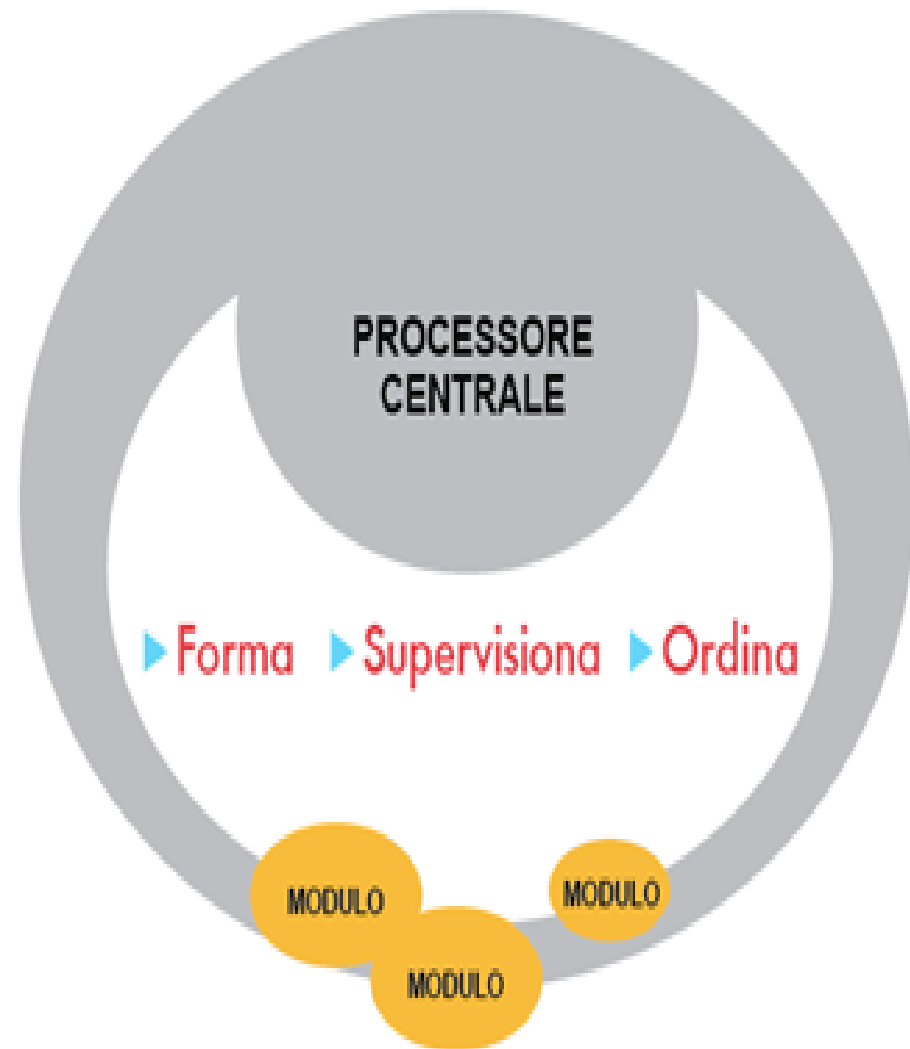 PROCESSORE
CENTRALE
Forma Supervisiona Ordina
MODULO
MODULO
MODULO